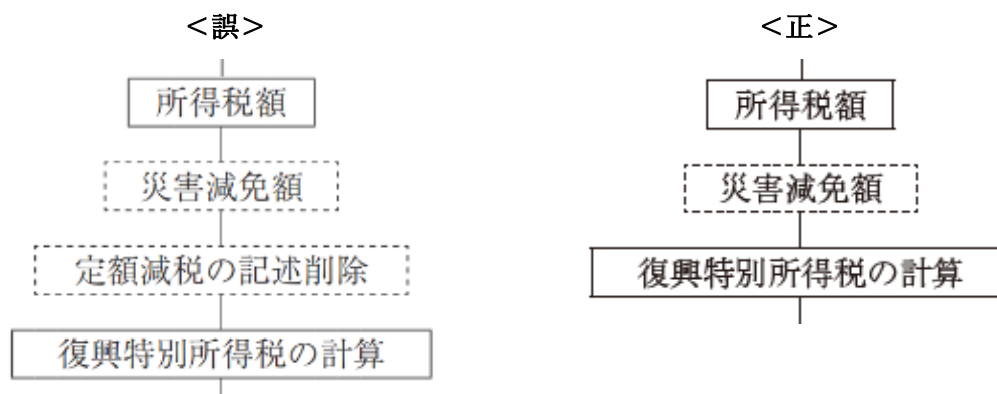 <誤>
所得税額
災害減免額
定額減税の記述削除
復興特別所得税の計算
<正>
所得税額
災害減免額
復興特別所得税の計算